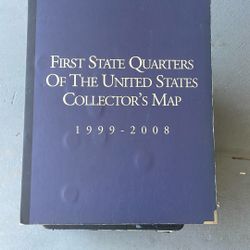 First State Quarters
Of The United States
Collector's Map
1999-2008